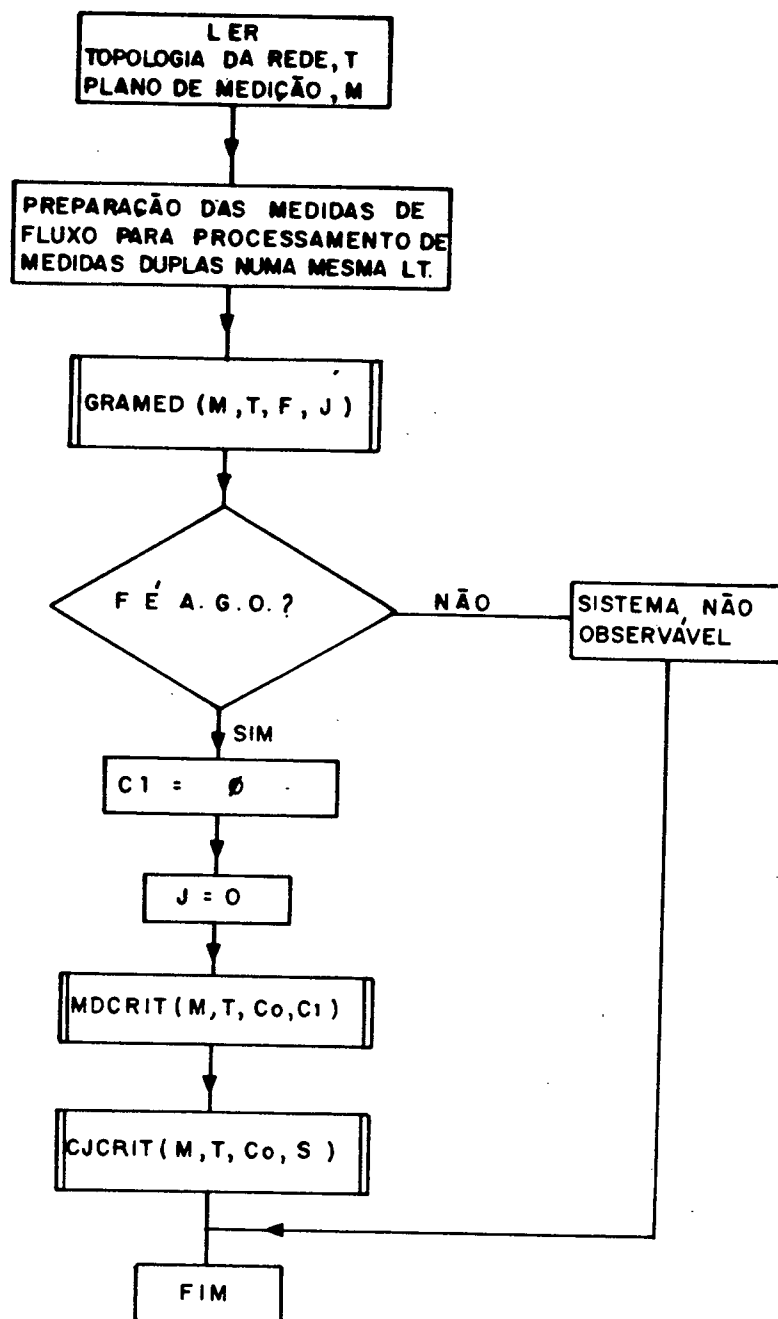 LER
TOPOLOGIA DA REDE, T
PLANO DE MEDIÇÃO, M
PREPARAÇÃO DAS MEDIDAS DE
FLUXO PARA PROCESSAMENTO DE
MEDIDAS DUPLAS NUMA MESMA LT.
GRAMED (M, T, F, J)
F É A. G. O. ?
NÃO
SISTEMA NÃO
OBSERVÁVEL
SIM
C1 = Ø
J = 0
MDCRIT (M, T, Co, C1)
CJCRIT (M, T, Co, S)
FIM